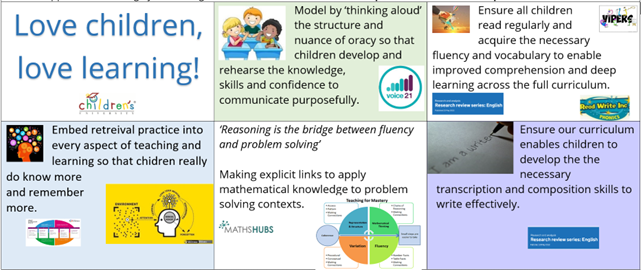 Love children,
love learning!
children's
Model by 'thinking aloud'
the structure and
nuance of oracy so that
children develop and
rehearse the knowledge,
skills and confidence to
communicate purposefully.
voice 21
Ensure all children
read regularly and
acquire the necessary
fluency and vocabulary to enable
improved comprehension and deep
learning across the full curriculum.
VIPERS
Research review series: English
Read Write Inc.
PHONICS
Embed retreival practice into
every aspect of teaching and
learning so that chidren really
do know more
and remember
more.
ENVIRONMENT
'Reasoning is the bridge between fluency
and problem solving'
Making explicit links to apply
mathematical knowledge to problem
solving contexts.
MATHSHUBS
Teaching for Mastery
Variation
Fluency
Ensure our curriculum
enables children to
develop the the
necessary
transcription and composition skills to
write effectively.
I am a write
Research review series: English